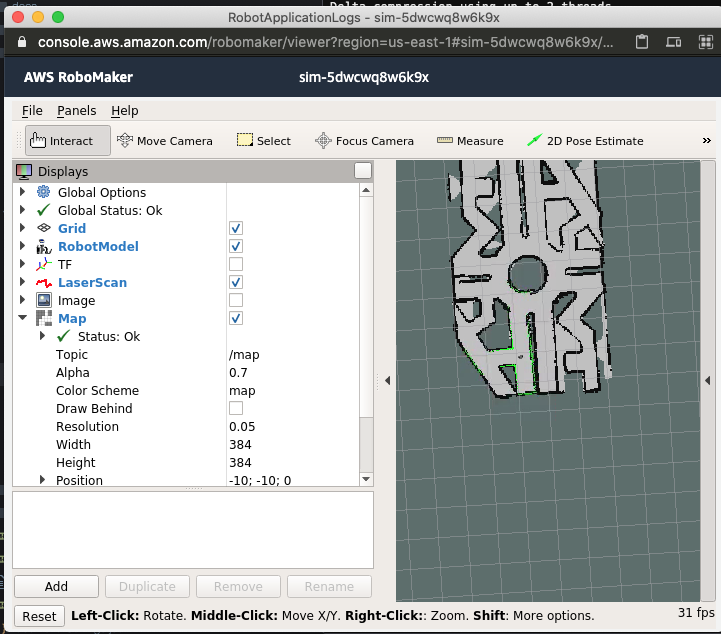 RobotApplicationLogs - sim-5dwcwq8w6k9x
console.aws.amazon.com/robomaker/viewer?region=us-east-1#sim-5dwcwq8w6k9x/...
AWS RoboMaker sim-5dwcwq8w6k9x
File Panels Help
Interact Move Camera Select Focus Camera Measure 2D Pose Estimate »
Displays
Global Options
Global Status: Ok
Grid
RobotModel
TF
LaserScan
Image
Map
Status: Ok
Topic /map
Alpha 0.7
Color Scheme map
Draw Behind
Resolution 0.05
Width 384
Height 384
Position -10; -10; 0
Add Duplicate Remove Rename
Reset Left-Click: Rotate. Middle-Click: Move X/Y. Right-Click:: Zoom. Shift: More options. 31 fps